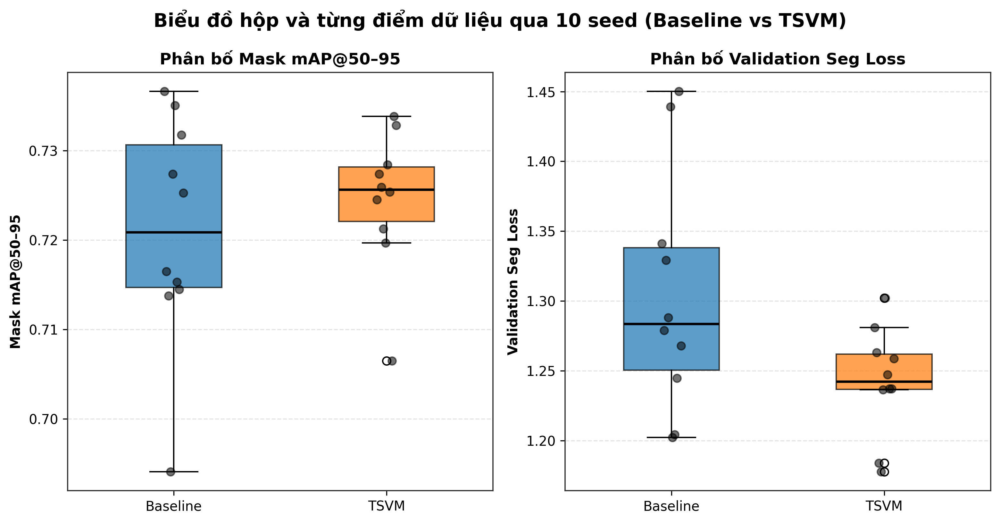 Biểu đồ hộp và từng điểm dữ liệu qua 10 seed (Baseline vs TSVM)
Phân bố Mask mAP@50–95
Mask mAP@50–95
0.73
0.72
0.71
0.70
Baseline
TSVM
Phân bố Validation Seg Loss
Validation Seg Loss
1.45
1.40
1.35
1.30
1.25
1.20
Baseline
TSVM